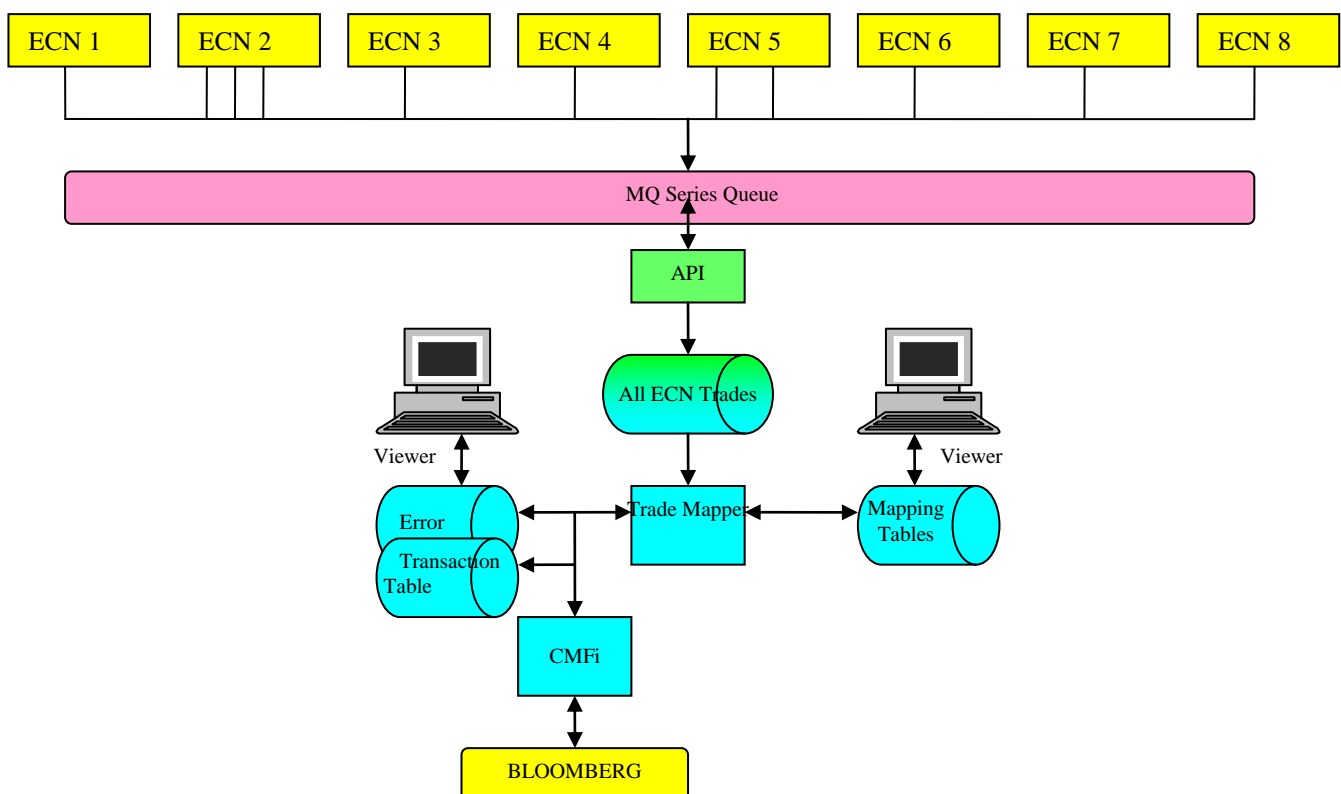 ECN 1
ECN 2
ECN 3
ECN 4
ECN 5
ECN 6
ECN 7
ECN 8
MQ Series Queue
API
All ECN Trades
Viewer
Viewer
Error
Trade Mapper
Mapping
Tables
Transaction
Table
CMFi
BLOOMBERG